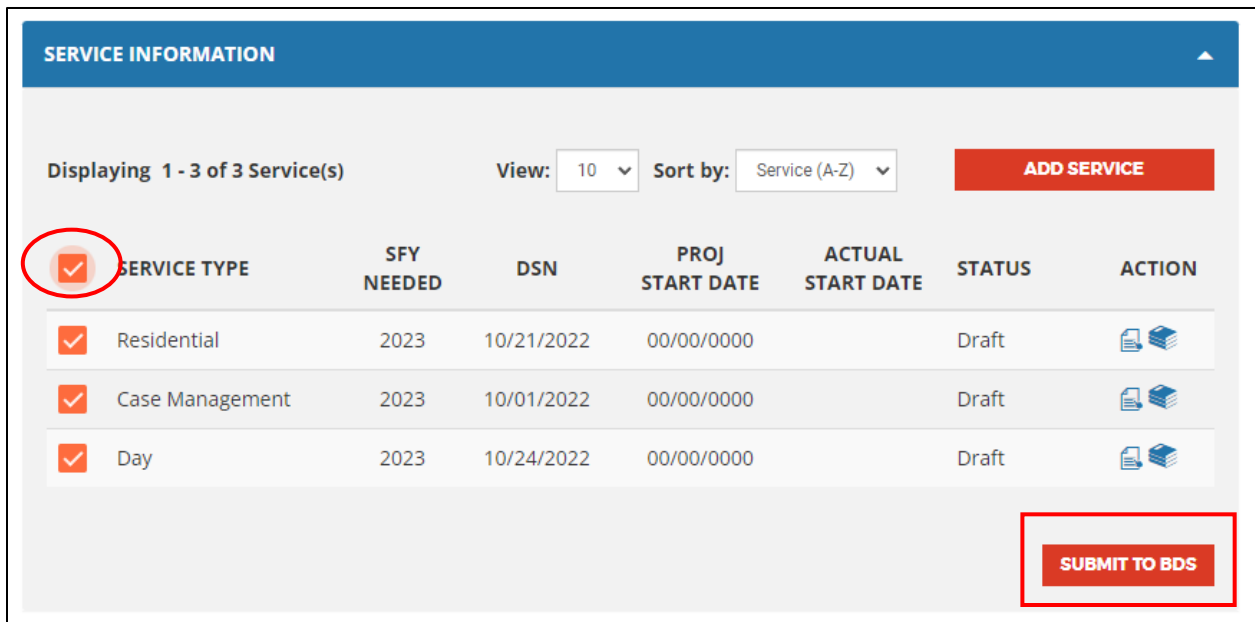 SERVICE INFORMATION
Displaying 1 - 3 of 3 Service(s) View: 10 Sort by: Service (A-Z) ADD SERVICE
SERVICE TYPE SFY NEEDED DSN PROJ START DATE ACTUAL START DATE STATUS ACTION
Residential 2023 10/21/2022 00/00/0000 Draft
Case Management 2023 10/01/2022 00/00/0000 Draft
Day 2023 10/24/2022 00/00/0000 Draft
SUBMIT TO BDS